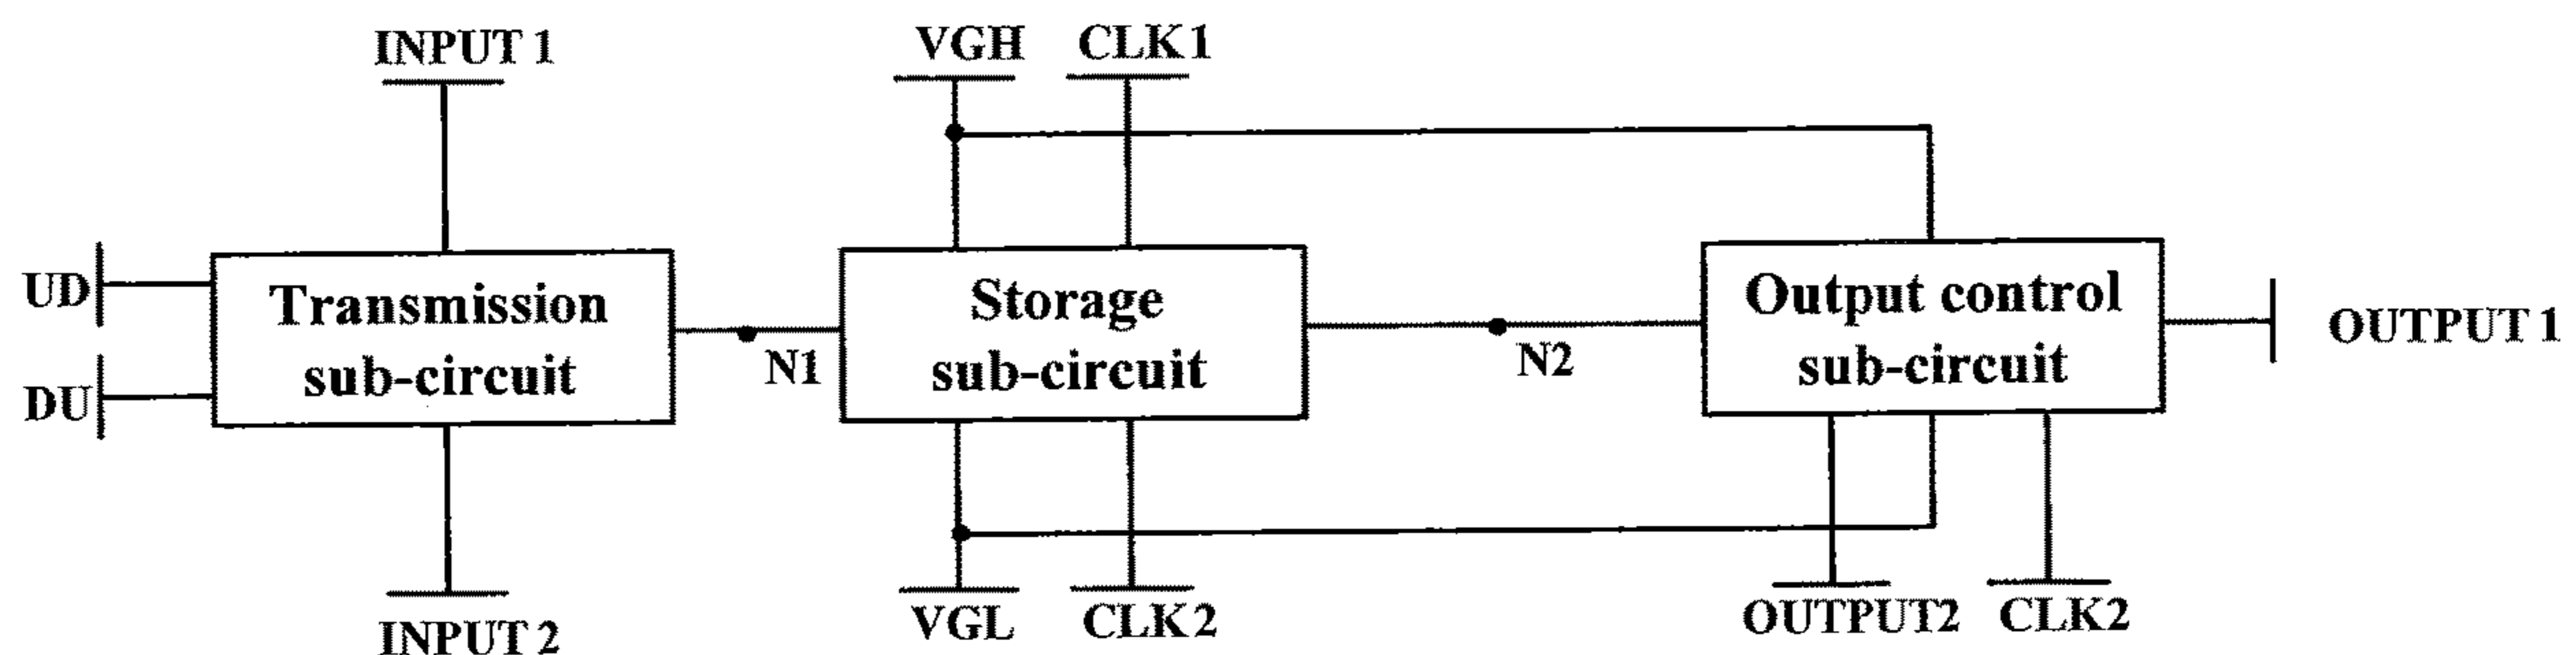 INPUT 1
VGH
CLK1
UD
DU
Transmission
sub-circuit
N1
Storage
sub-circuit
N2
Output control
sub-circuit
OUTPUT 1
INPUT 2
VGL
CLK2
OUTPUT2
CLK2